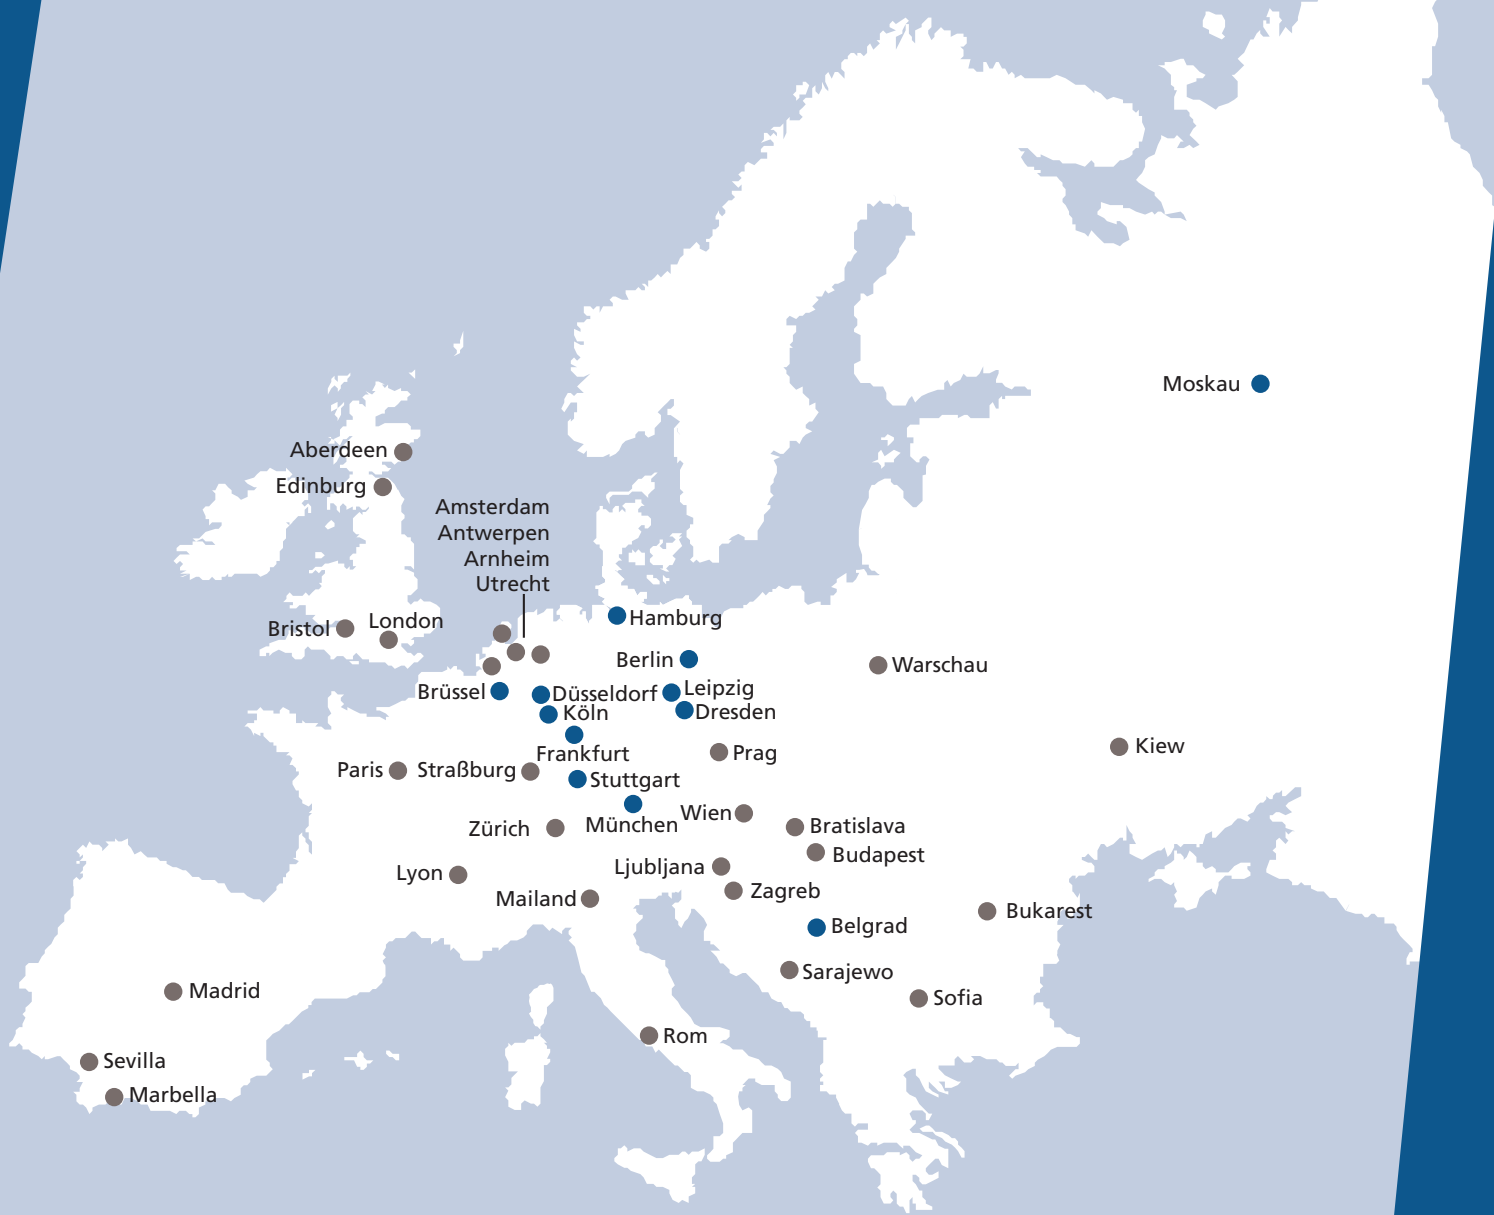 Moskau
Aberdeen
Edinburg
Amsterdam
Antwerpen
Arnheim
Utrecht
Hamburg
London
Bristol
Berlin
Warschau
Brüssel
Düsseldorf
Leipzig
Köln
Dresden
Kiew
Frankfurt
Prag
Paris
Straßburg
Stuttgart
Wien
München
Zürich
Bratislava
Budapest
Ljubljana
Lyon
Zagreb
Mailand
Bukarest
Belgrad
Sarajewo
Madrid
Sofia
Rom
Sevilla
Marbella